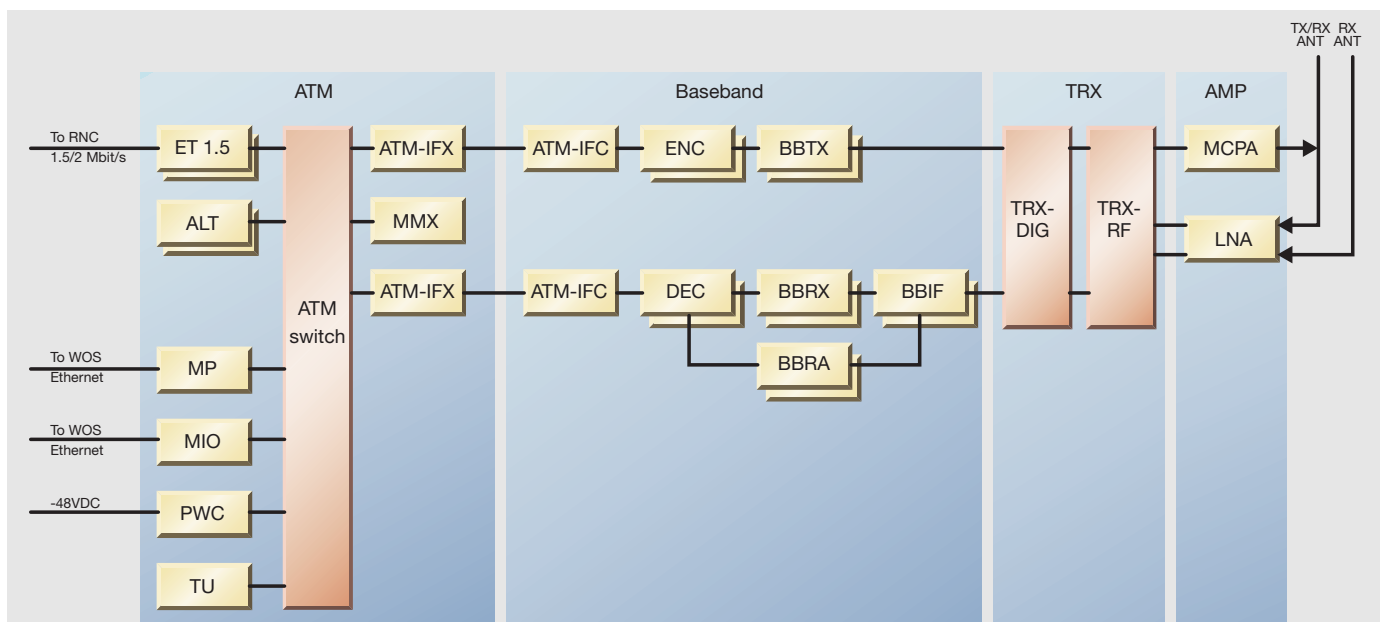 TX/RX RX
ANT ANT
ATM
Baseband
TRX
AMP
To RNC
1.5/2 Mbit/s
ET 1.5
ATM-IFX
ATM-IFC
ENC
BBTX
MCPA
ALT
MMX
TRX-
DIG
TRX-
RF
LNA
ATM
switch
ATM-IFX
ATM-IFC
DEC
BBRX
BBIF
BBRA
To WOS
Ethernet
MP
To WOS
Ethernet
MIO
-48VDC
PWC
TU